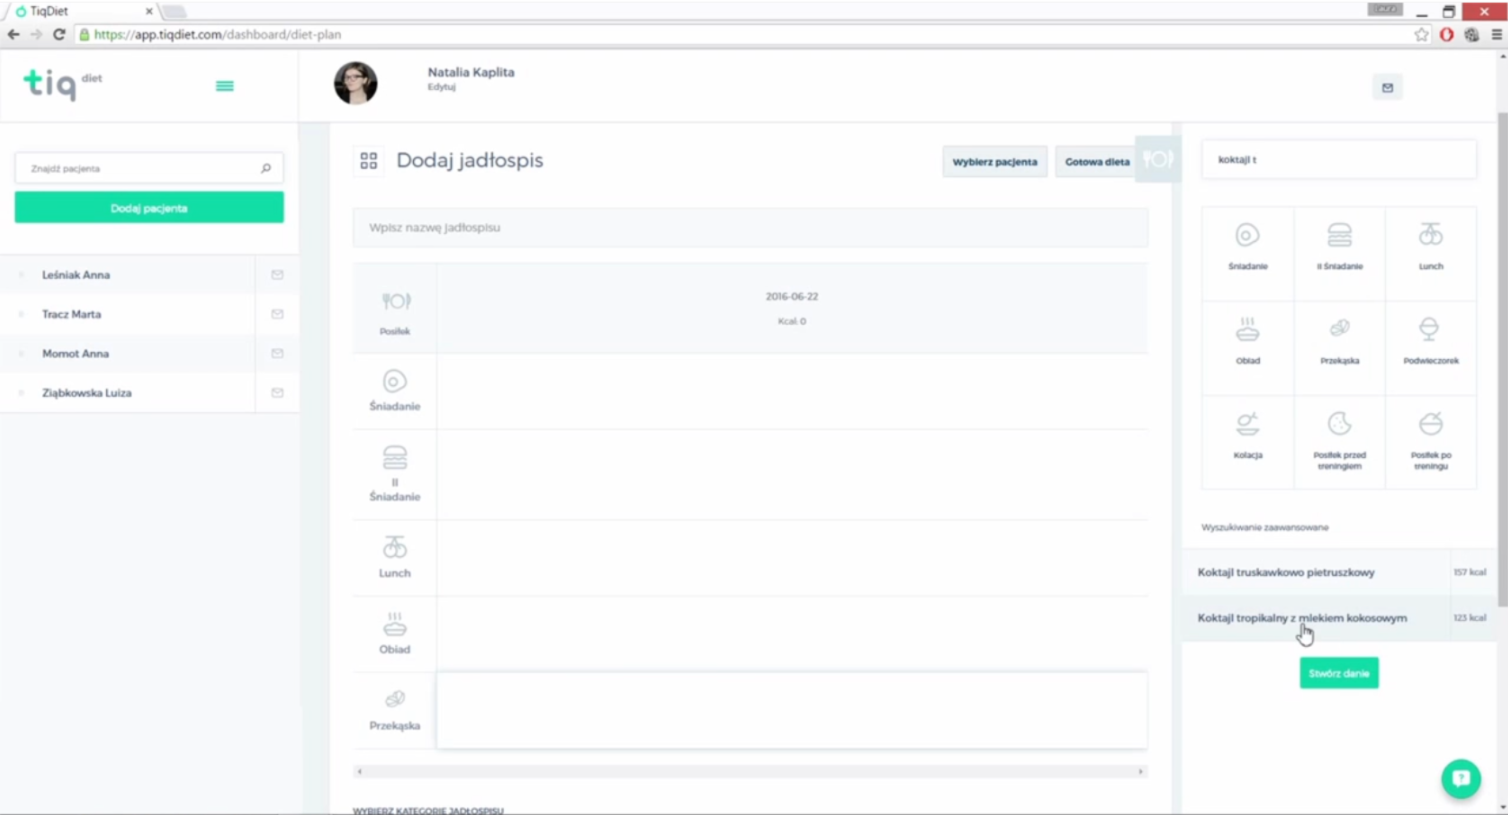 TiqDiet
https://app.tiqdiet.com/dashboard/diet-plan
tiq diet
Natalia Kaplita
Edytuj
Znajdź pacjenta
Dodaj pacjenta
Leśniak Anna
Tracz Marta
Momot Anna
Ziąbkowska Luiza
Dodaj jadłospis
Wybierz pacjenta
Gotowa dieta
Wpisz nazwę jadłospisu
Posiłek
2016-06-22
Kcal: 0
Śniadanie
II
Śniadanie
Lunch
Obiad
Przekąska
WYBIERZ KATEGORIĘ JADŁOSPISU
koktajl t
Śniadanie
II Śniadanie
Lunch
Obiad
Przekąska
Podwieczorek
Kolacja
Posiłek przed
treningiem
Posiłek po
treningu
Wyszukiwanie zaawansowane
Koktajl truskawkowo pietruszkowy
157 kcal
Koktajl tropikalny z mlekiem kokosowym
123 kcal
Stwórz danie